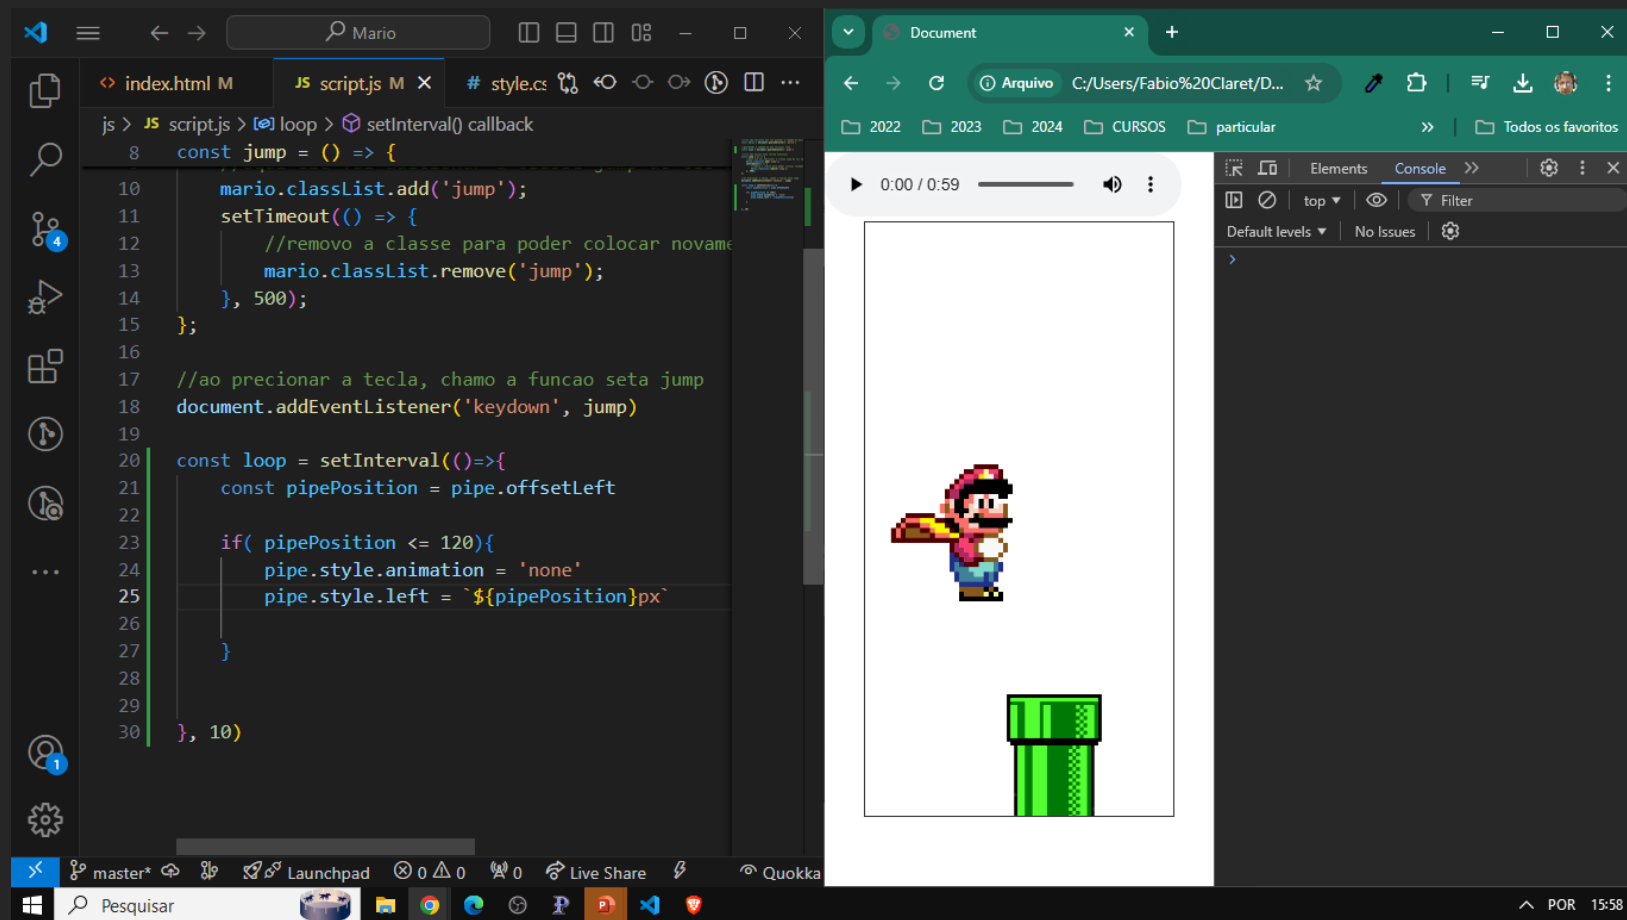 Mario
index.html M
JS script.js M
# style.cs
js > JS script.js > loop > setInterval() callback
8 const jump = () => {
10 mario.classList.add('jump');
11 setTimeout(() => {
12 //removo a classe para poder colocar novame
13 mario.classList.remove('jump');
14 }, 500);
15 };
16
17 //ao precionar a tecla, chamo a funcao seta jump
18 document.addEventListener('keydown', jump)
19
20 const loop = setInterval(()=>{
21 const pipePosition = pipe.offsetLeft
22
23 if( pipePosition <= 120){
24 pipe.style.animation = 'none'
25 pipe.style.left = `${pipePosition}px`
26
27 }
28
29
30 }, 10)
4
1
master* Launchpad 0 0 0 Live Share Quokka
Document
Arquivo C:/Users/Fabio%20Claret/D...
2022 2023 2024 CURSOS particular » Todos os favoritos
0:00 / 0:59
Elements Console
top Filter
Default levels No Issues
Pesquisar
POR 15:58